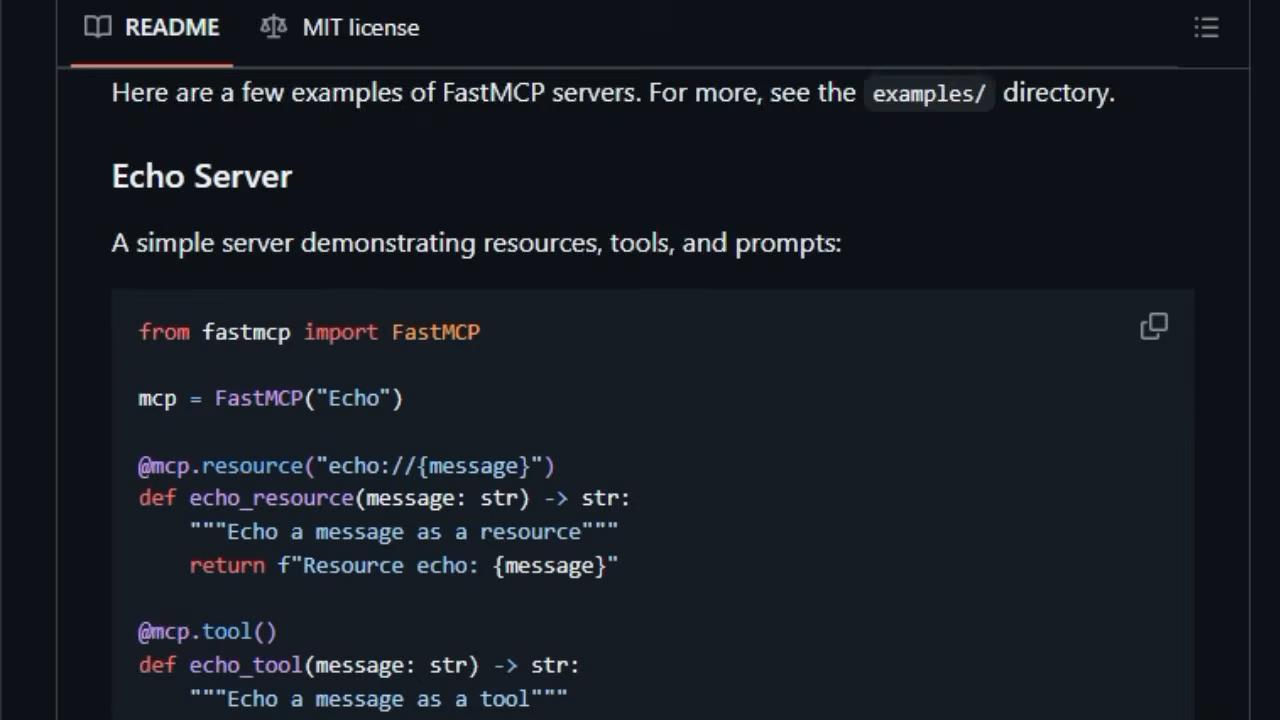 README MIT license
Here are a few examples of FastMCP servers. For more, see the examples/ directory.
Echo Server
A simple server demonstrating resources, tools, and prompts:
from fastmcp import FastMCP
mcp = FastMCP("Echo")
@mcp.resource("echo://{message}")
def echo_resource(message: str) -> str:
    """Echo a message as a resource"""
    return f"Resource echo: {message}"
@mcp.tool()
def echo_tool(message: str) -> str:
    """Echo a message as a tool"""